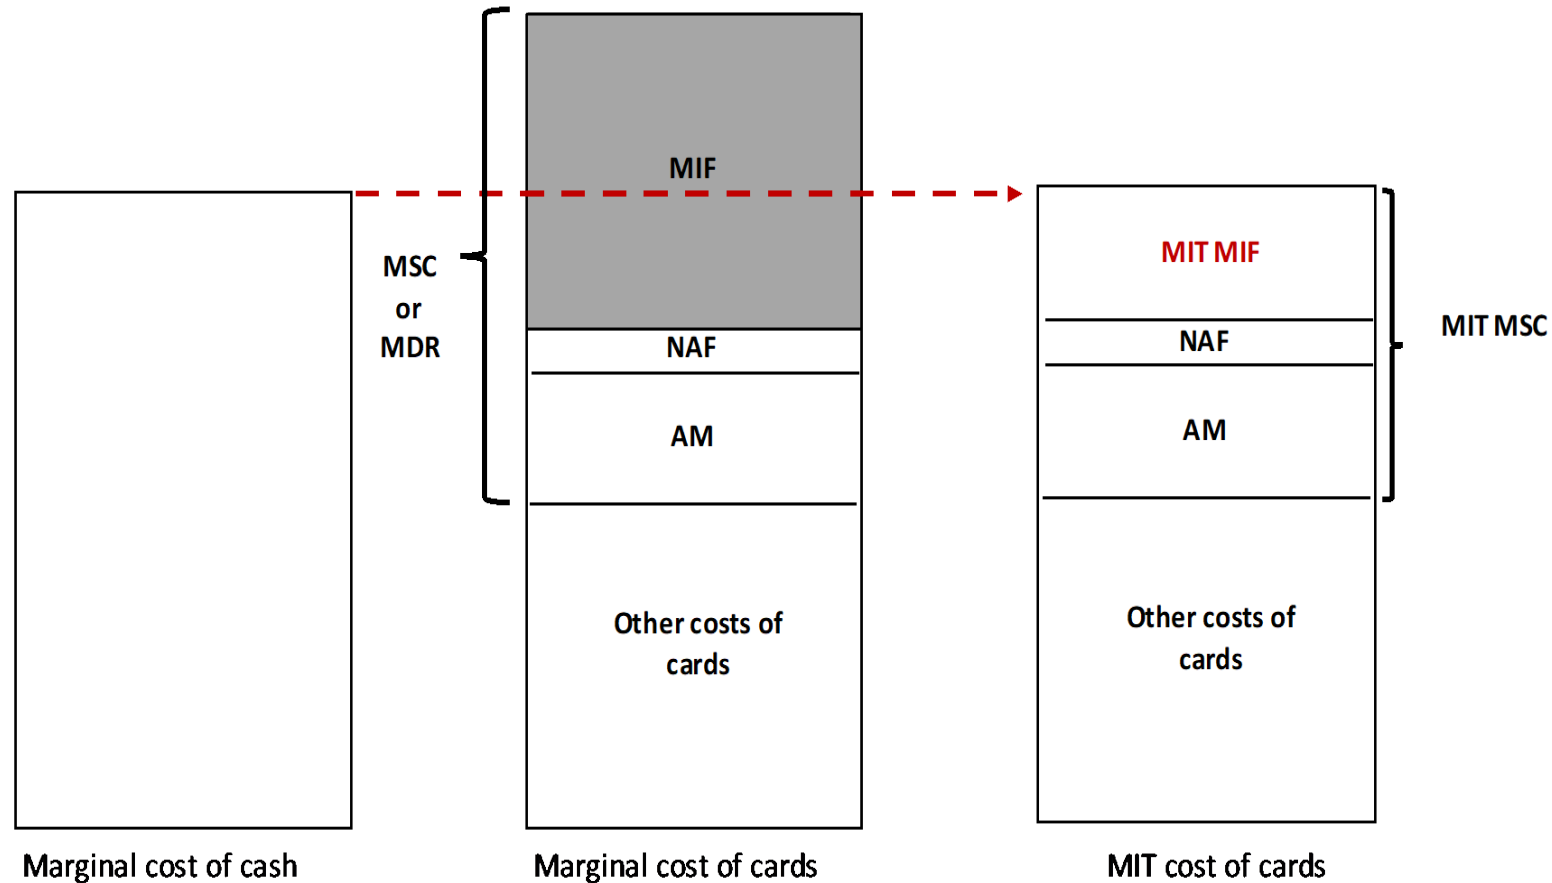 MSC
or
MDR
MIF
NAF
AM
Other costs of
cards
MIT MIF
NAF
AM
Other costs of
cards
MIT MSC
Marginal cost of cash
Marginal cost of cards
MIT cost of cards